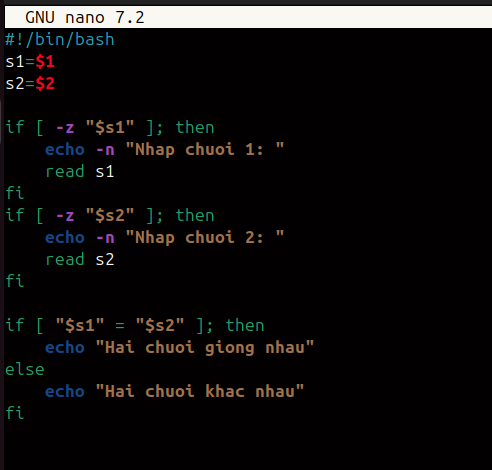 GNU nano 7.2
#!/bin/bash
s1=$1
s2=$2
if [ -z "$s1" ]; then
    echo -n "Nhap chuoi 1: "
    read s1
fi
if [ -z "$s2" ]; then
    echo -n "Nhap chuoi 2: "
    read s2
fi
if [ "$s1" = "$s2" ]; then
    echo "Hai chuoi giong nhau"
else
    echo "Hai chuoi khac nhau"
fi